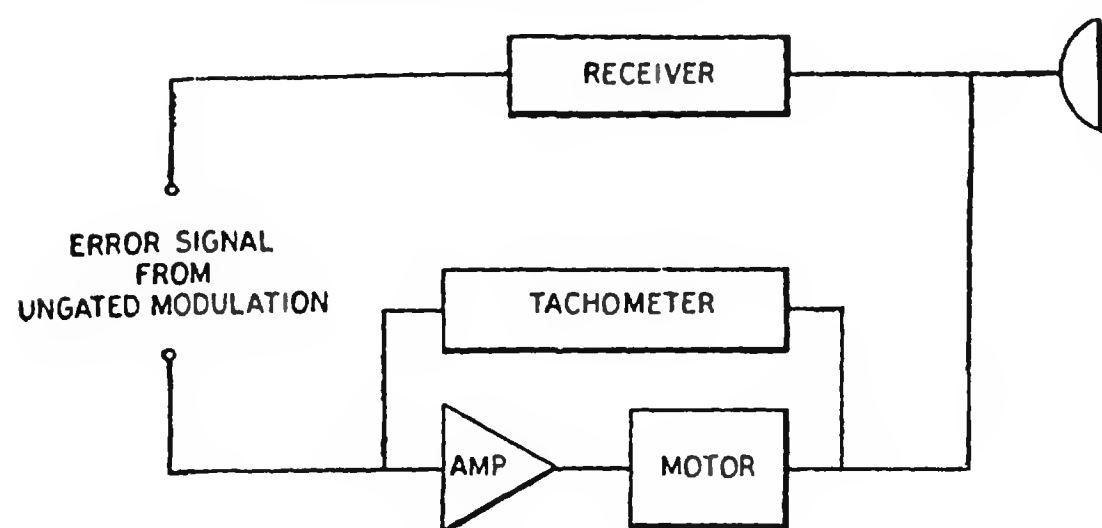 RECEIVER
ERROR SIGNAL
FROM
UNGATED MODULATION
TACHOMETER
AMP
MOTOR